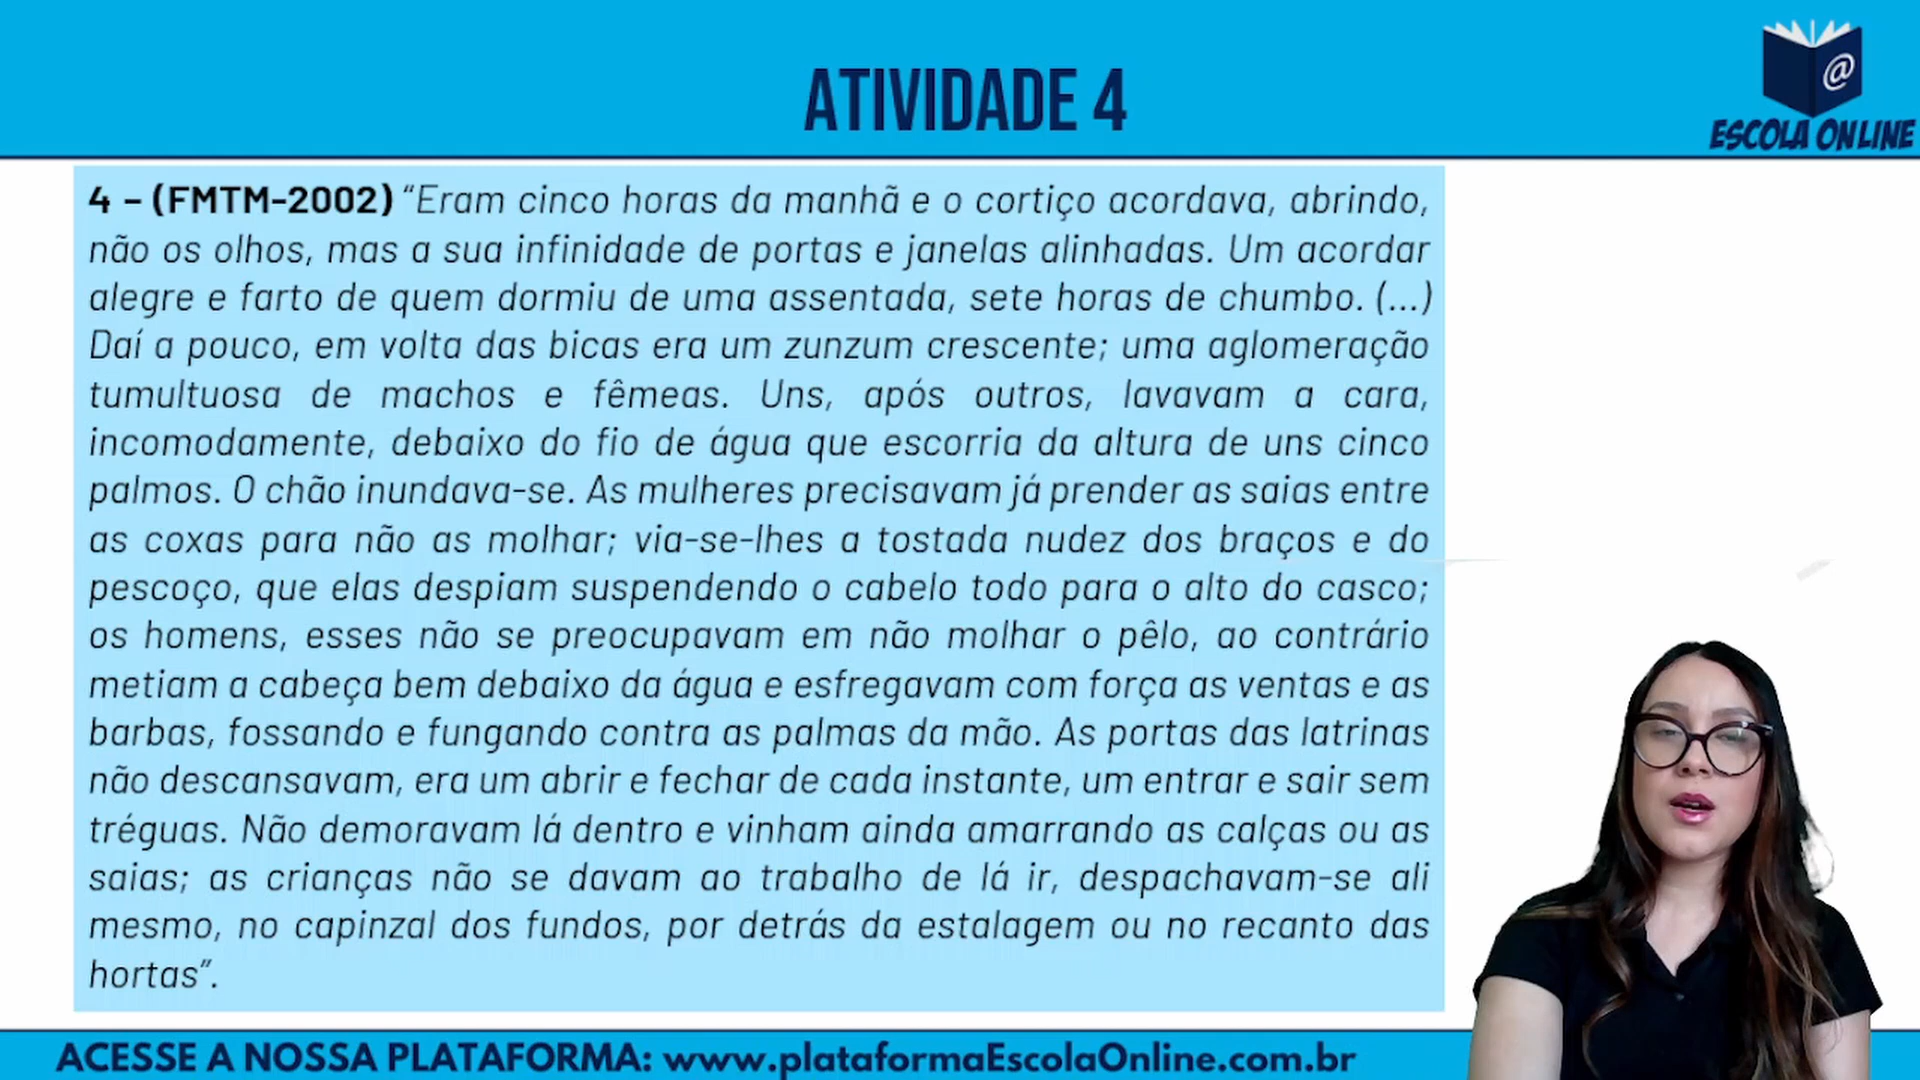 ATIVIDADE 4
@
ESCOLA ONLINE
4 – (FMTM-2002) “Eram cinco horas da manhã e o cortiço acordava, abrindo,
não os olhos, mas a sua infinidade de portas e janelas alinhadas. Um acordar
alegre e farto de quem dormiu de uma assentada, sete horas de chumbo. (...)
Daí a pouco, em volta das bicas era um zunzum crescente; uma aglomeração
tumultuosa de machos e fêmeas. Uns, após outros, lavavam a cara,
incomodamente, debaixo do fio de água que escorria da altura de uns cinco
palmos. O chão inundava-se. As mulheres precisavam já prender as saias entre
as coxas para não as molhar; via-se-lhes a tostada nudez dos braços e do
pescoço, que elas despiam suspendendo o cabelo todo para o alto do casco;
os homens, esses não se preocupavam em não molhar o pêlo, ao contrário
metiam a cabeça bem debaixo da água e esfregavam com força as ventas e as
barbas, fossando e fungando contra as palmas da mão. As portas das latrinas
não descansavam, era um abrir e fechar de cada instante, um entrar e sair sem
tréguas. Não demoravam lá dentro e vinham ainda amarrando as calças ou as
saias; as crianças não se davam ao trabalho de lá ir, despachavam-se ali
mesmo, no capinzal dos fundos, por detrás da estalagem ou no recanto das
hortas”.
ACESSE A NOSSA PLATAFORMA: www.plataformaEscolaOnline.com.br